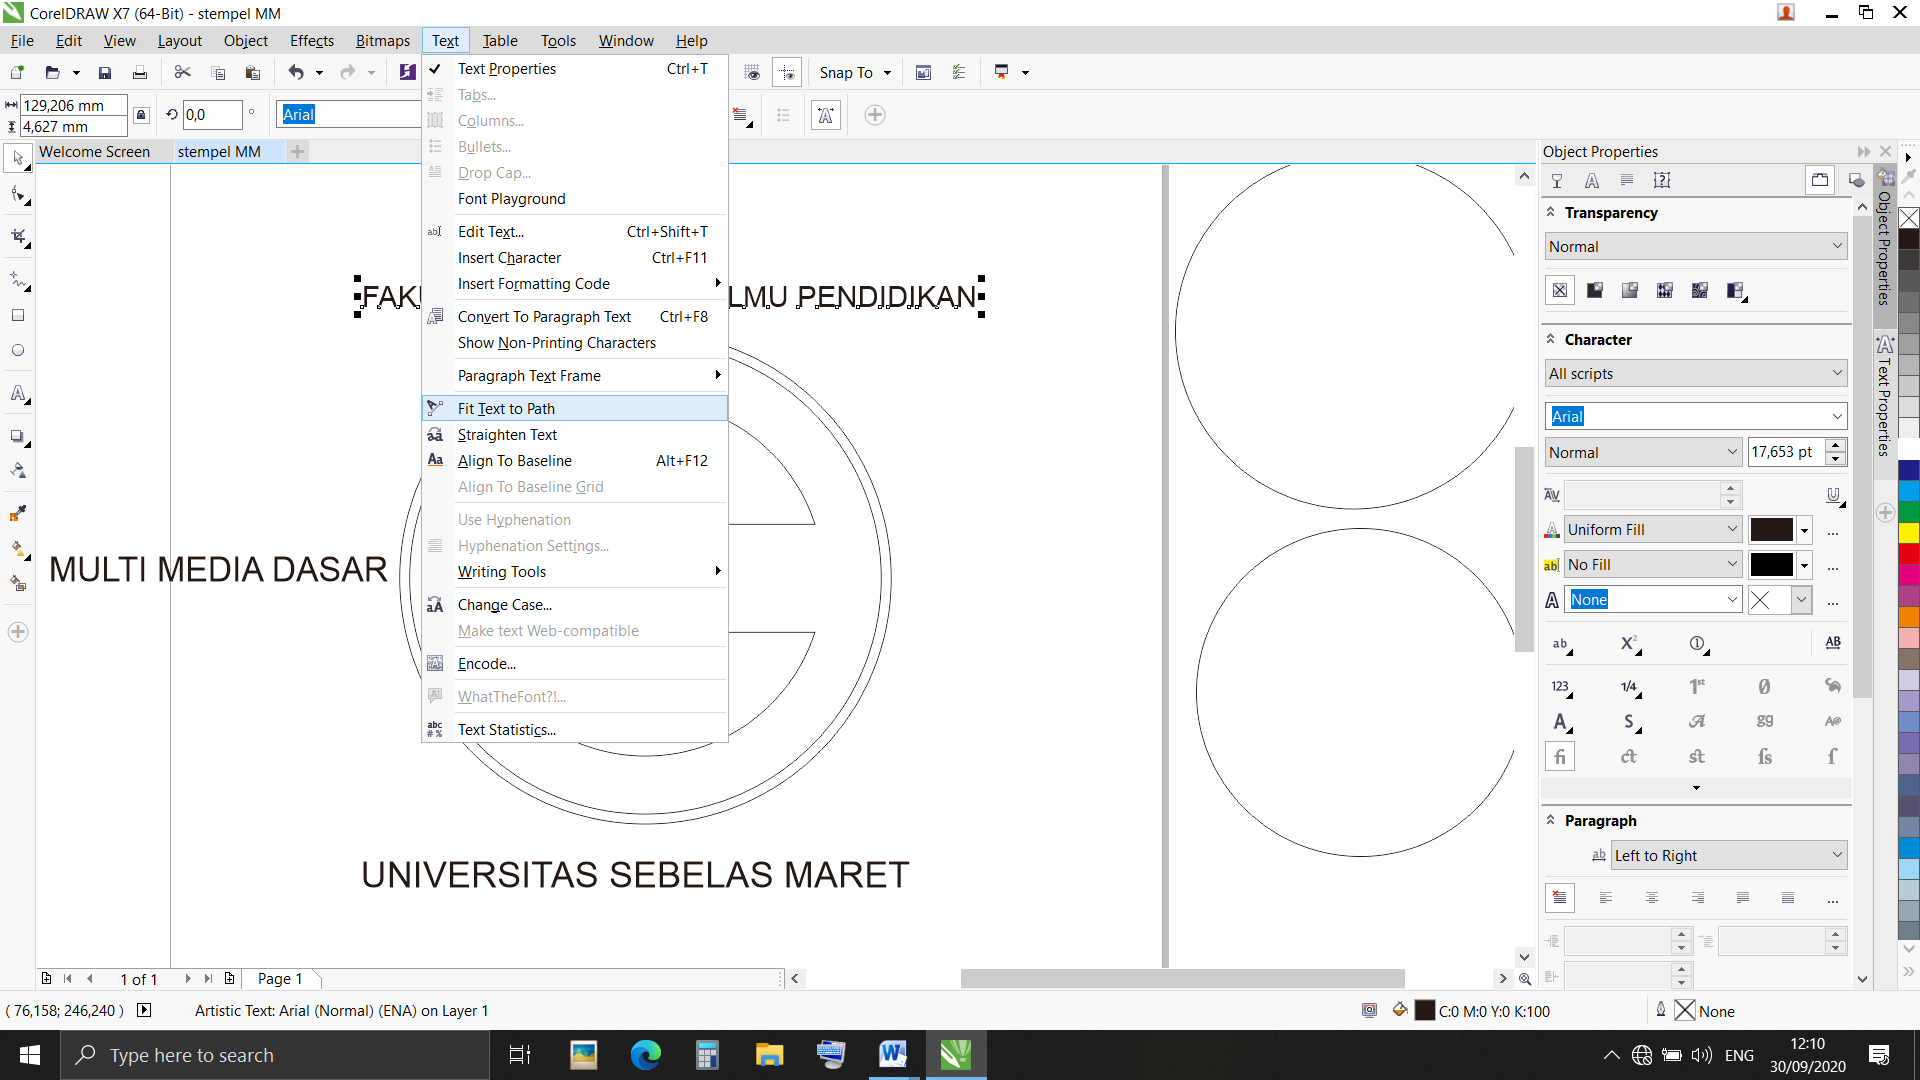 CorelDRAW X7 (64-Bit) - stempel MM
File Edit View Layout Object Effects Bitmaps Text Table Tools Window Help
Snap To
129,206 mm
4,627 mm
0,0 °
Arial
Welcome Screen
stempel MM
Text Properties Ctrl+T
Tabs...
Columns...
Bullets...
Drop Cap...
Font Playground
Edit Text... Ctrl+Shift+T
Insert Character Ctrl+F11
Insert Formatting Code
Convert To Paragraph Text Ctrl+F8
Show Non-Printing Characters
Paragraph Text Frame
Fit Text to Path
Straighten Text
Align To Baseline Alt+F12
Align To Baseline Grid
Use Hyphenation
Hyphenation Settings...
Writing Tools
Change Case...
Make text Web-compatible
Encode...
WhatTheFont?!...
Text Statistics...
FAK
LMU PENDIDIKAN
MULTI MEDIA DASAR
UNIVERSITAS SEBELAS MARET
Object Properties
Transparency
Normal
Character
All scripts
Arial
Normal
17,653 pt
Uniform Fill
No Fill
None
Paragraph
Left to Right
Object Properties
Text Properties
1 of 1
Page 1
( 76,158; 246,240 )
Artistic Text: Arial (Normal) (ENA) on Layer 1
C:0 M:0 Y:0 K:100
None
Type here to search
ENG
12:10
30/09/2020